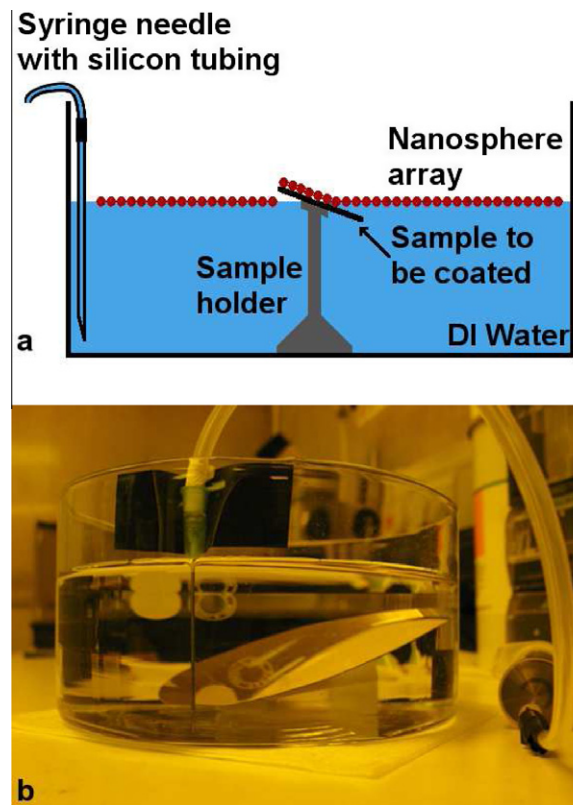 Syringe needle
with silicon tubing
Nanosphere
array
Sample to
be coated
Sample
holder
DI Water
a
b